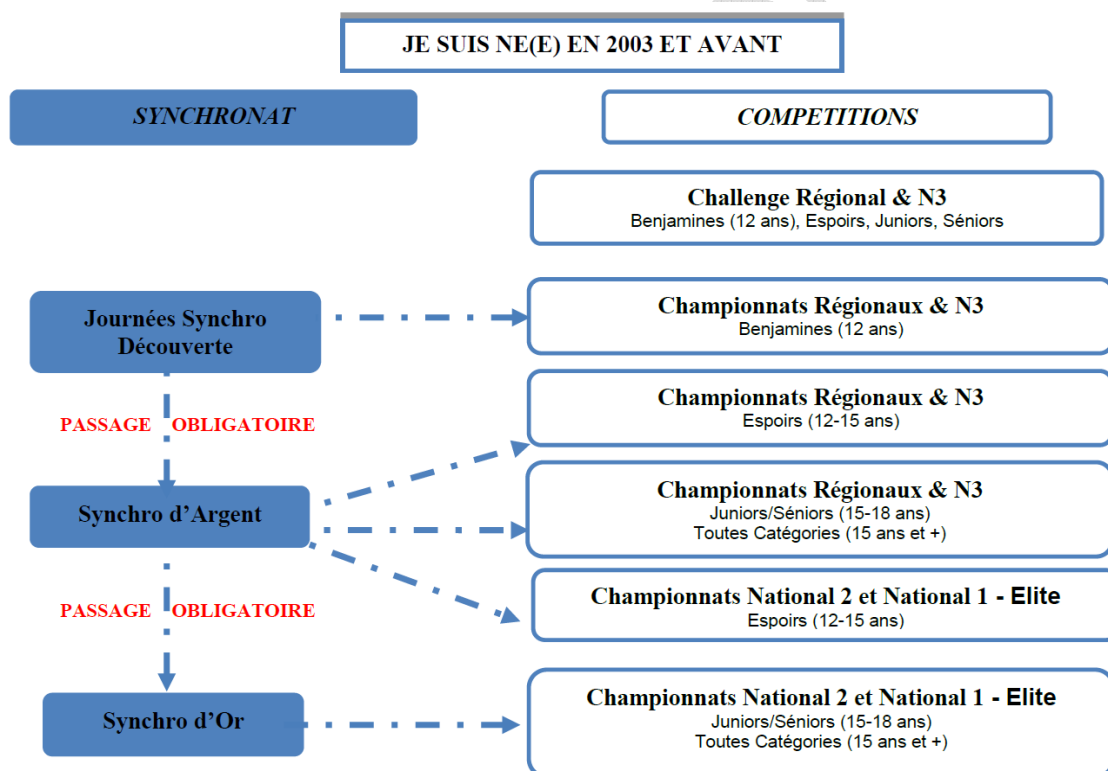 JE SUIS NE(E) EN 2003 ET AVANT
SYNCHRONAT
COMPETITIONS
Challenge Régional & N3
Benjamines (12 ans), Espoirs, Juniors, Séniors
Journées Synchro
Découverte
Championnats Régionaux & N3
Benjamines (12 ans)
PASSAGE OBLIGATOIRE
Championnats Régionaux & N3
Espoirs (12-15 ans)
Synchro d'Argent
Championnats Régionaux & N3
Juniors/Séniors (15-18 ans)
Toutes Catégories (15 ans et +)
PASSAGE OBLIGATOIRE
Championnats National 2 et National 1 - Elite
Espoirs (12-15 ans)
Synchro d'Or
Championnats National 2 et National 1 - Elite
Juniors/Séniors (15-18 ans)
Toutes Catégories (15 ans et +)